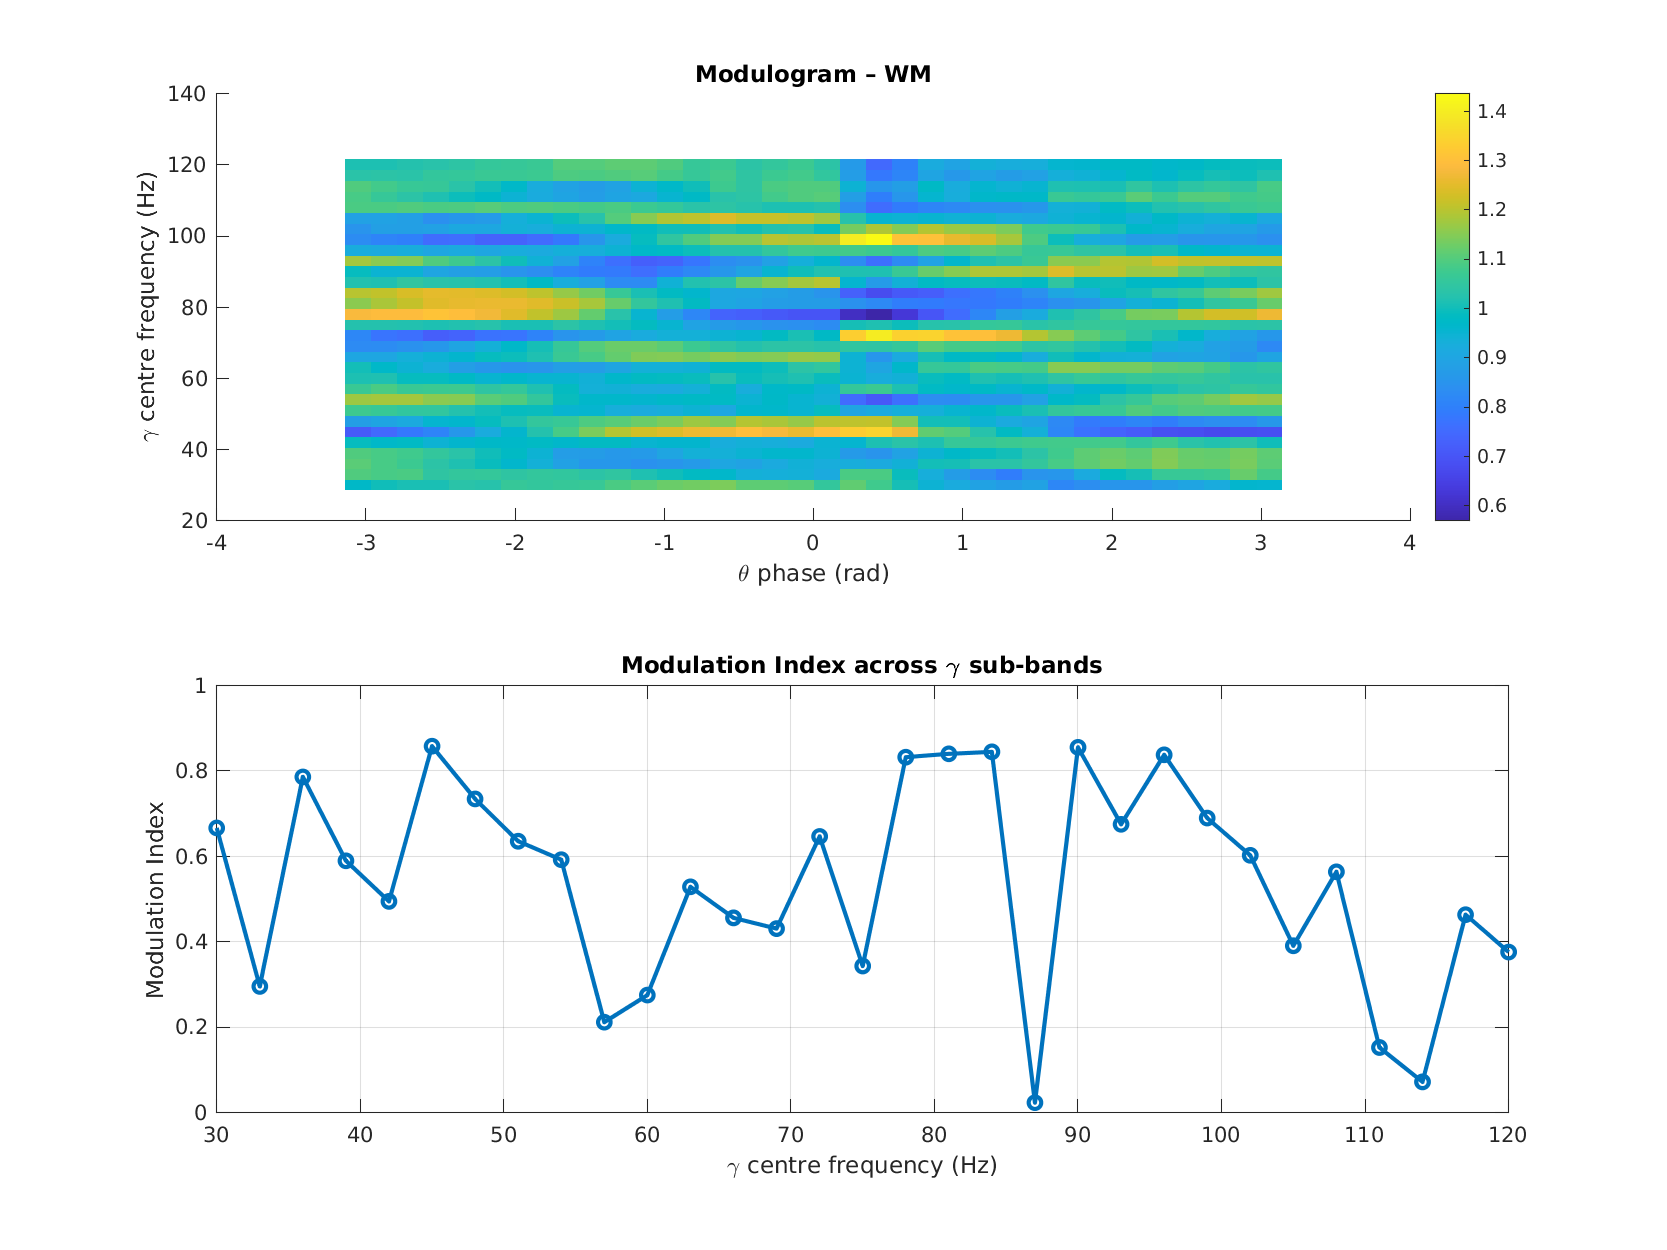 Modulogram – WM
140
120
100
80
60
40
20
γ centre frequency (Hz)
-4 -3 -2 -1 0 1 2 3 4
θ phase (rad)
1.4
1.3
1.2
1.1
1
0.9
0.8
0.7
0.6
Modulation Index across γ sub-bands
1
0.8
0.6
0.4
0.2
0
Modulation Index
30 40 50 60 70 80 90 100 110 120
γ centre frequency (Hz)